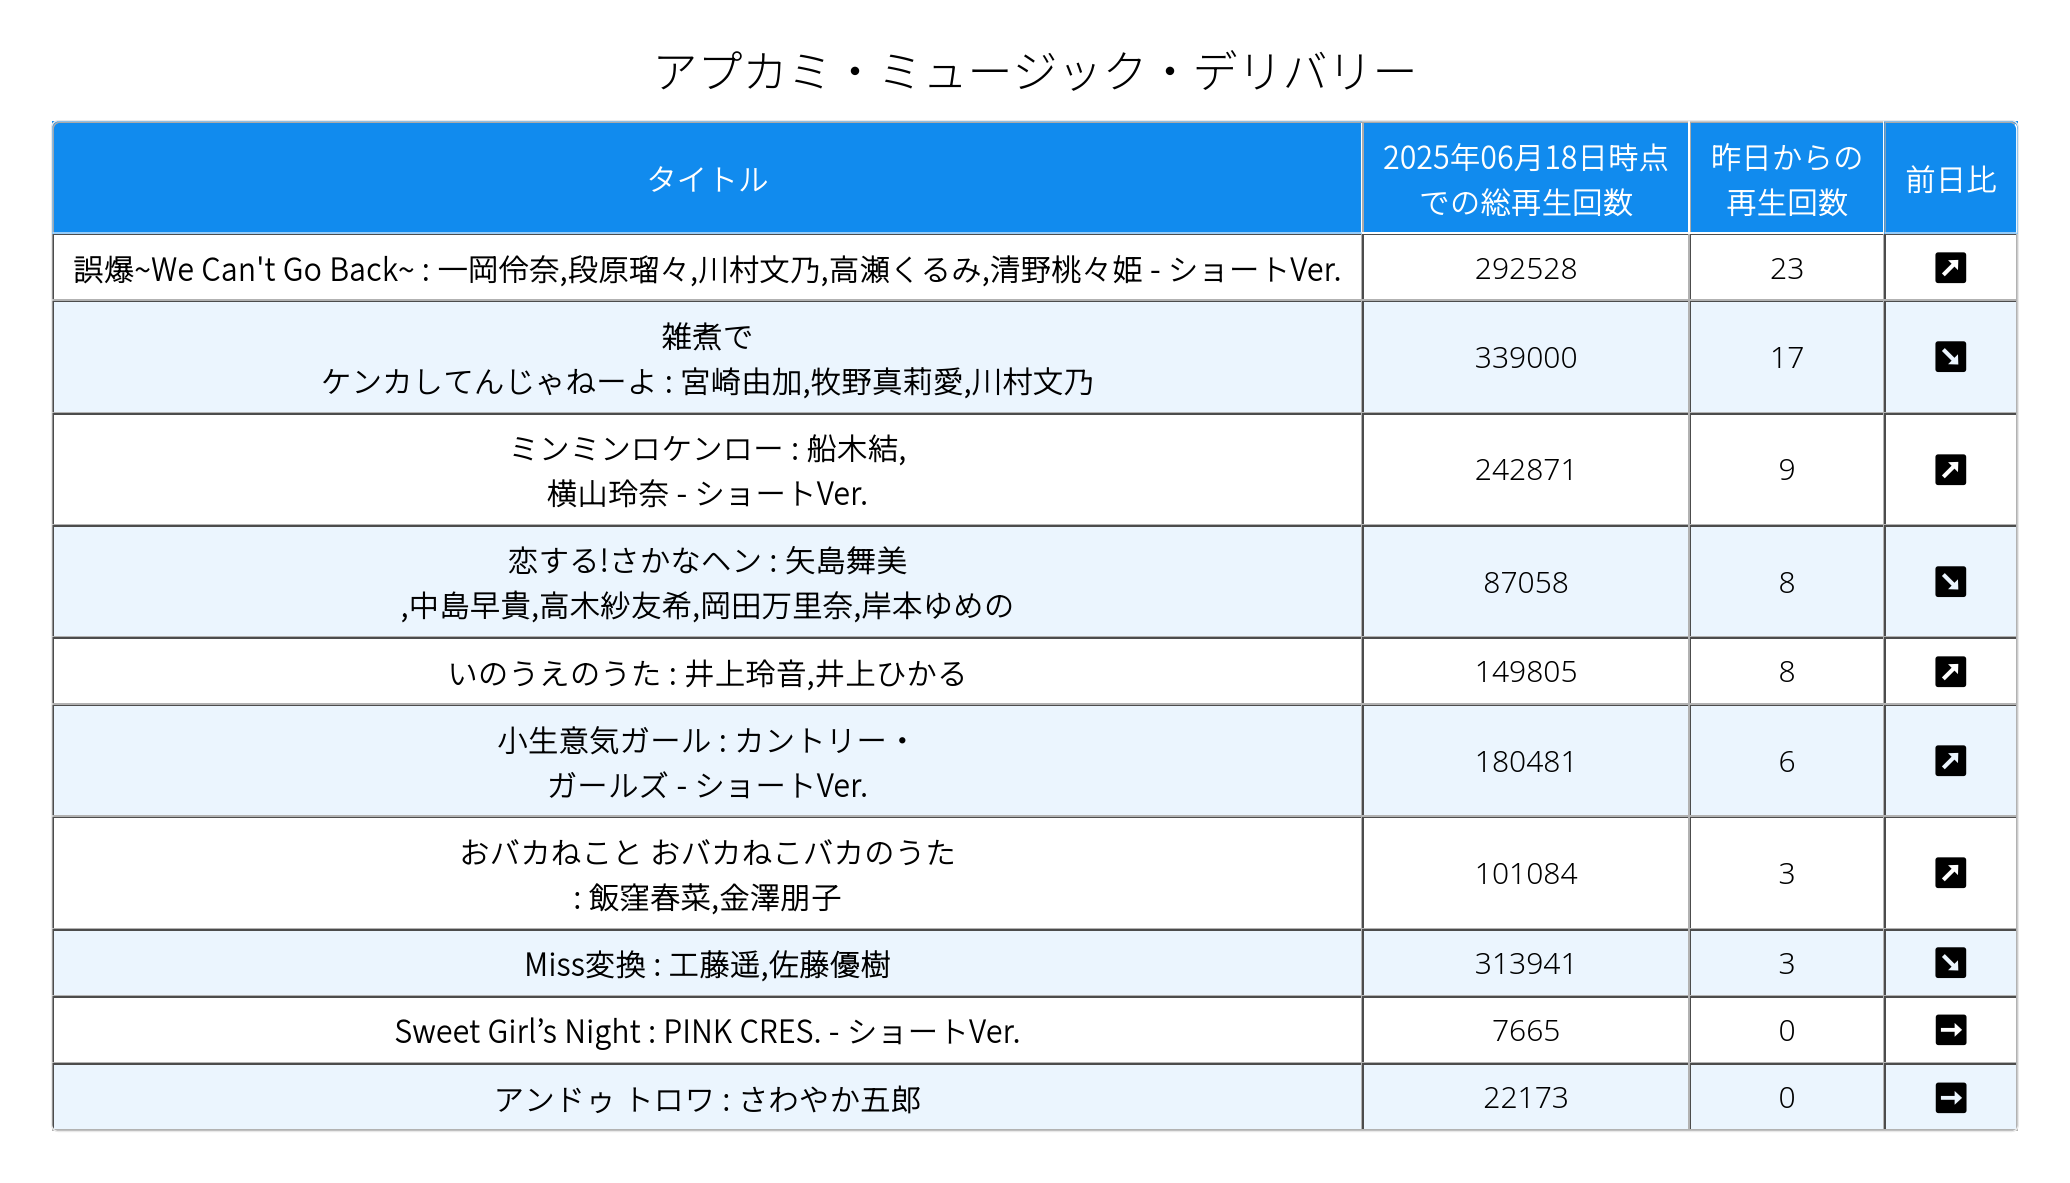 アプカミ・ミュージック・デリバリー
タイトル
2025年06月18日時点
での総再生回数
昨日からの
再生回数
前日比
誤爆~We Can't Go Back~ : 一岡伶奈,段原瑠々,川村文乃,高瀬くるみ,清野桃々姫 - ショートVer.
292528
23
雑煮で
ケンカしてんじゃねーよ : 宮崎由加,牧野真莉愛,川村文乃
339000
17
ミンミンロケンロー : 船木結,
横山玲奈 - ショートVer.
242871
9
恋する!さかなヘン : 矢島舞美
,中島早貴,高木紗友希,岡田万里奈,岸本ゆめの
87058
8
いのうえのうた : 井上玲音,井上ひかる
149805
8
小生意気ガール : カントリー・
ガールズ - ショートVer.
180481
6
おバカねこと おバカねこバカのうた
: 飯窪春菜,金澤朋子
101084
3
Miss変換 : 工藤遥,佐藤優樹
313941
3
Sweet Girl’s Night : PINK CRES. - ショートVer.
7665
0
アンドゥ トロワ : さわやか五郎
22173
0